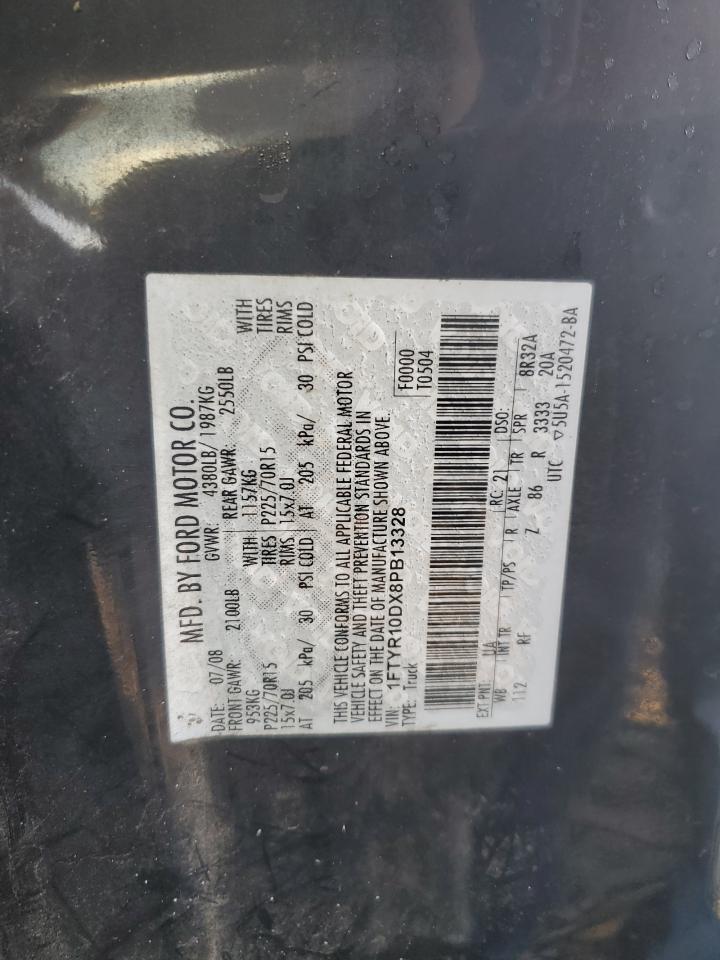 MFD. BY FORD MOTOR CO.
DATE: 07/08 GVWR: 4380LB/ 1987KG
FRONT GAWR: 2100LB REAR GAWR: 2550LB
953KG WITH 1157KG WITH
P225/70R15 TIRES P225/70R15 TIRES
15x7.0J RIMS 15x7.0J RIMS
AT 205 kPa/ 30 PSI COLD AT 205 kPa/ 30 PSI COLD
THIS VEHICLE CONFORMS TO ALL APPLICABLE FEDERAL MOTOR
VEHICLE SAFETY AND THEFT PREVENTION STANDARDS IN
EFFECT ON DATE OF MANUFACTURE SHOWN ABOVE.
VIN: 1FTYR10DX8PB13328 F0000
TYPE: Truck T0504
EXT PNT: UA RC: 21 DSO:
WB INT TR TP/PS R AXLE TR SPR 8R32A
112 RF Z 86 R 3333 20A
UTC ▽5U5A-1520472-BA